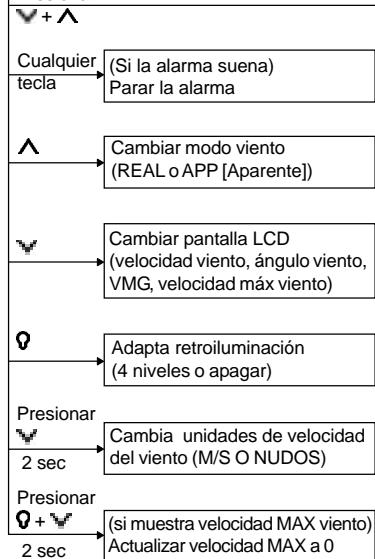 +
Cualquier
tecla
(Si la alarma suena)
Parar la alarma
Cambiar modo viento
(REAL o APP [Aparente])
Cambiar pantalla LCD
(velocidad viento, ángulo viento,
VMG, velocidad máx viento)
Adapta retroiluminación
(4 niveles o apagar)
Presionar
2 sec
Cambia unidades de velocidad
del viento (M/S O NUDOS)
Presionar
+
2 sec
(si muestra velocidad MAX viento)
Actualizar velocidad MAX a 0